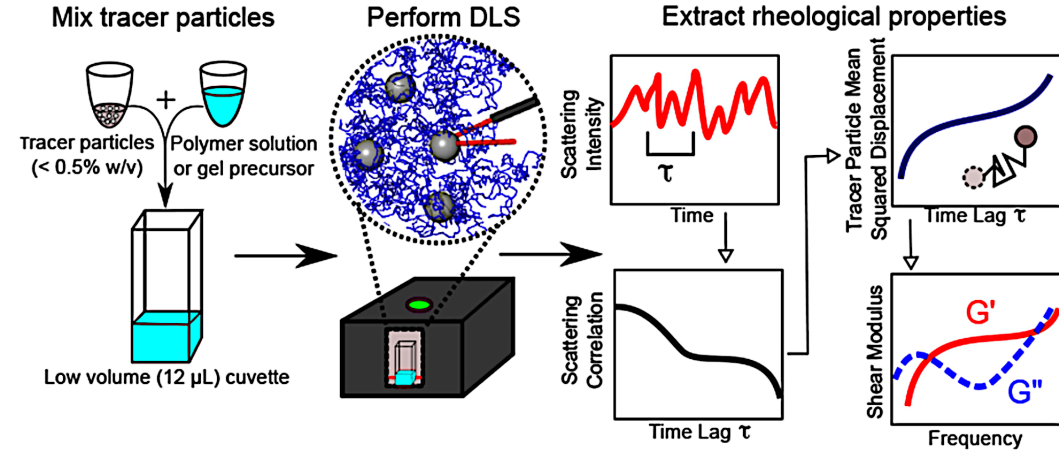 Mix tracer particles
+
Tracer particles
(< 0.5% w/v)
Polymer solution
or gel precursor
Low volume (12 µL) cuvette
Perform DLS
Extract rheological properties
Scattering
Intensity
τ
Time
Scattering
Correlation
Time Lag τ
Tracer Particle Mean
Squared Displacement
Time Lag τ
Shear Modulus
G'
G"
Frequency